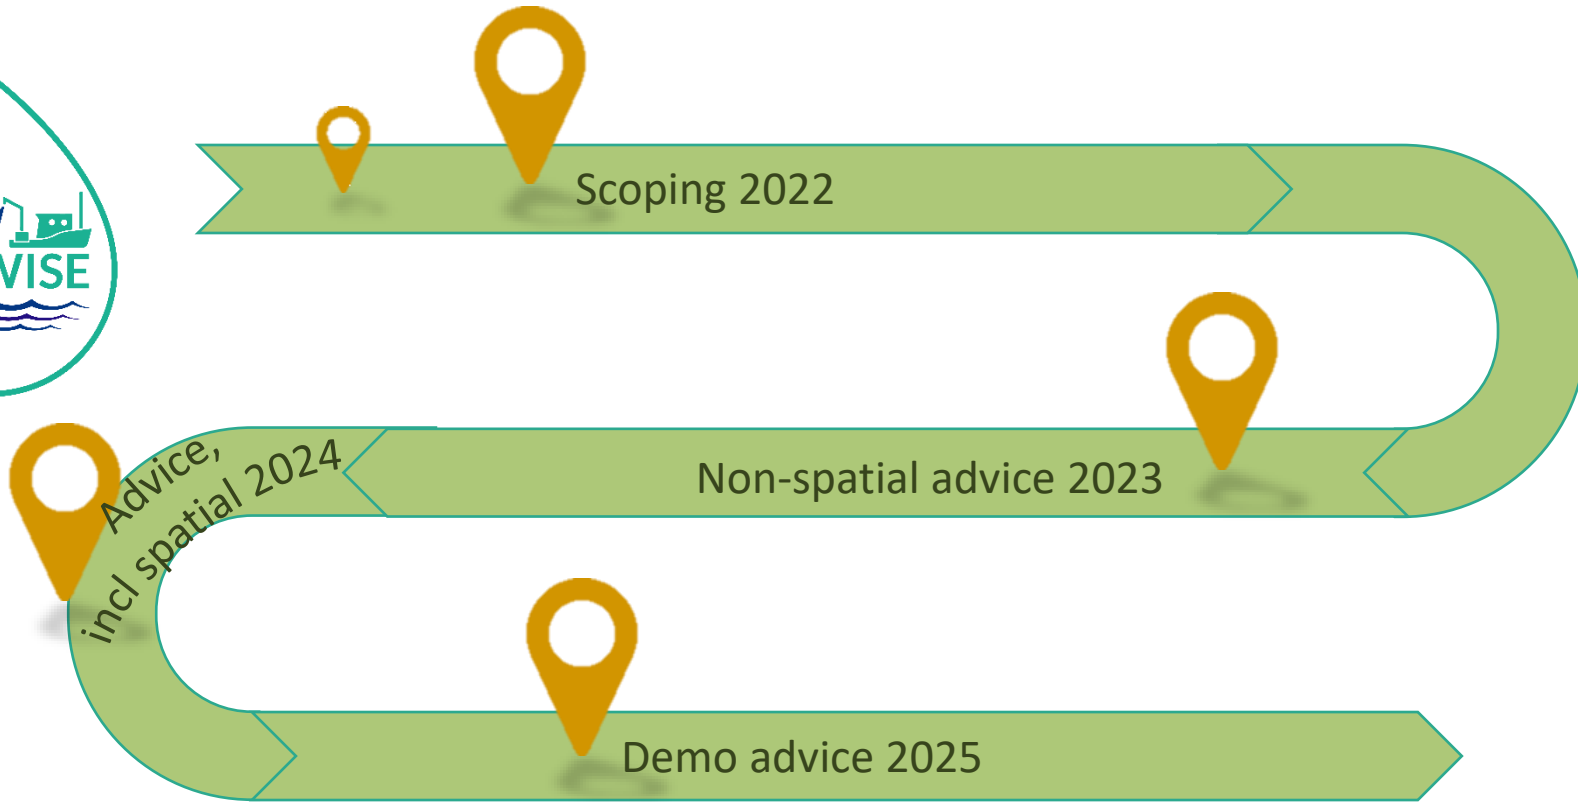 Scoping 2022
VISE
Non-spatial advice 2023
Advice,
incl spatial 2024
Demo advice 2025